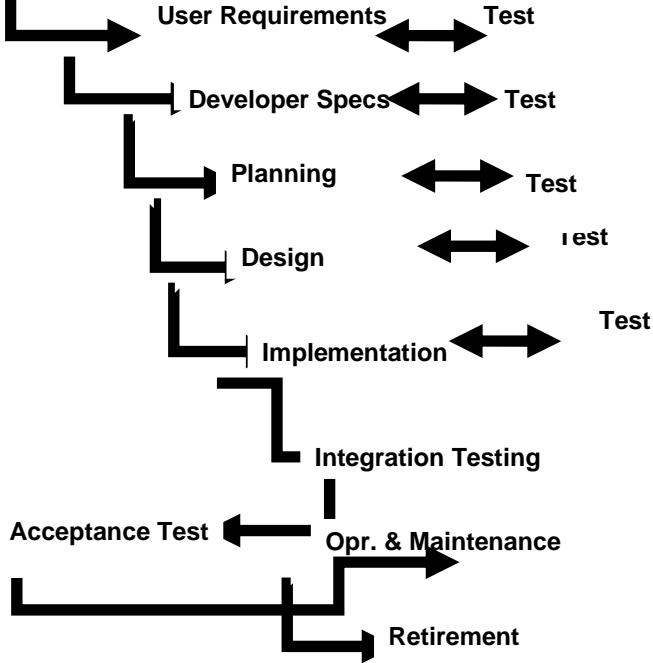 User Requirements Test
Developer Specs Test
Planning Test
Design Test
Implementation Test
Integration Testing
Acceptance Test
Opr. & Maintenance
Retirement